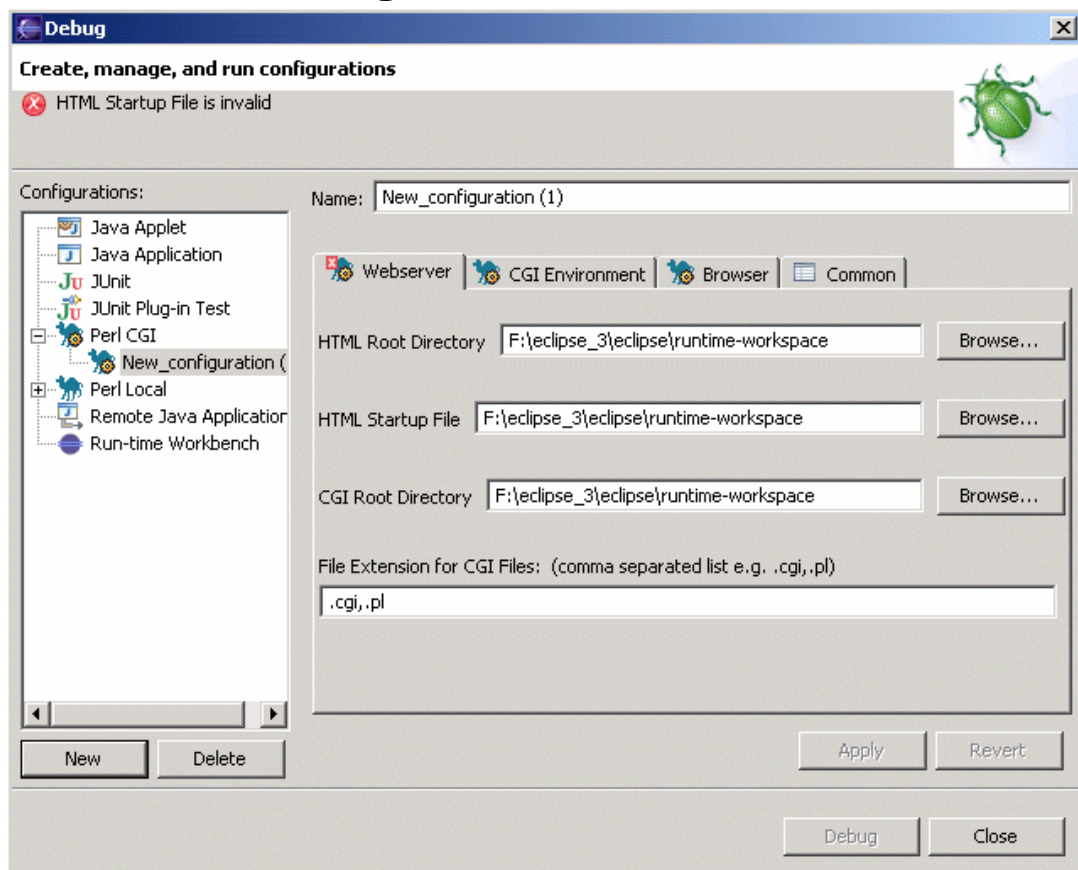 Debug
Create, manage, and run configurations
HTML Startup File is invalid
Configurations:
Java Applet
Java Application
JUnit
JUnit Plug-in Test
Perl CGI
New_configuration (
Perl Local
Remote Java Application
Run-time Workbench
New
Delete
Name: New_configuration (1)
Webserver
CGI Environment
Browser
Common
HTML Root Directory F:\eclipse_3\eclipse\runtime-workspace Browse...
HTML Startup File F:\eclipse_3\eclipse\runtime-workspace Browse...
CGI Root Directory F:\eclipse_3\eclipse\runtime-workspace Browse...
File Extension for CGI Files: (comma separated list e.g. .cgi,.pl)
.cgi,.pl
Apply
Revert
Debug
Close